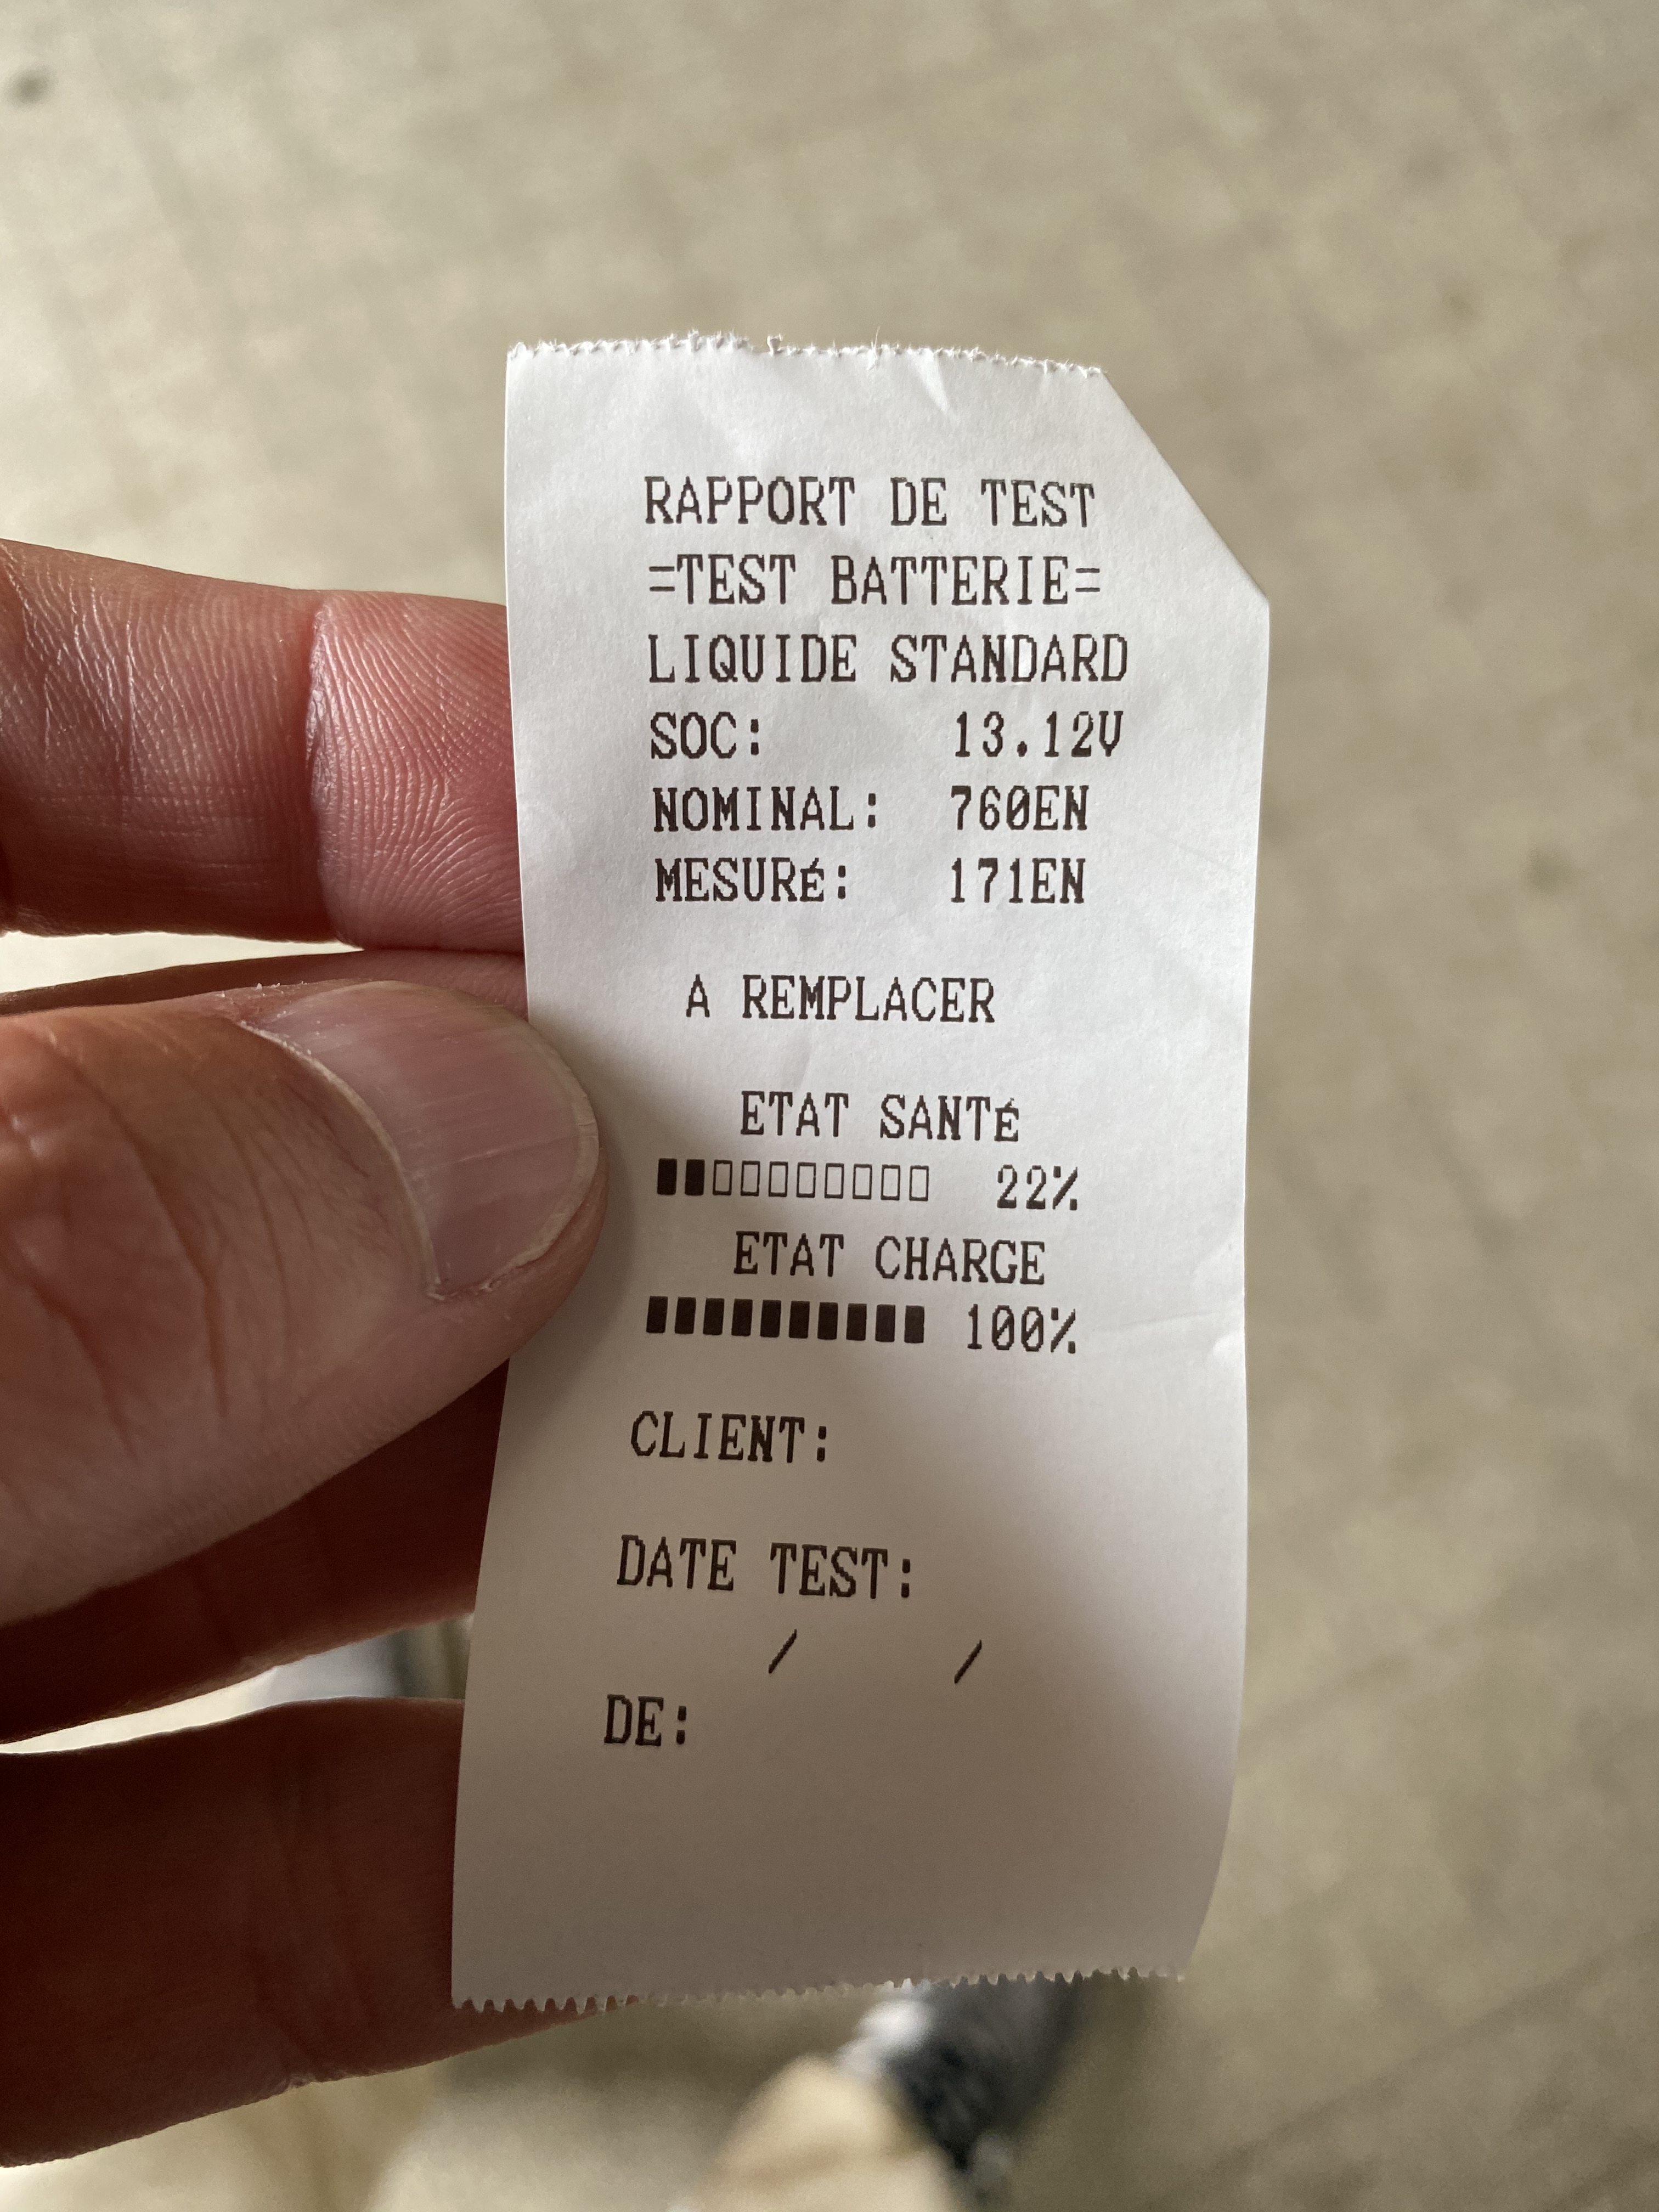 RAPPORT DE TEST
=TEST BATTERIE=
LIQUIDE STANDARD
SOC: 13.12V
NOMINAL: 760EN
MESURÉ: 171EN
A REMPLACER
ETAT SANTÉ
22%
ETAT CHARGE
100%
CLIENT:
DATE TEST:
/ /
DE: